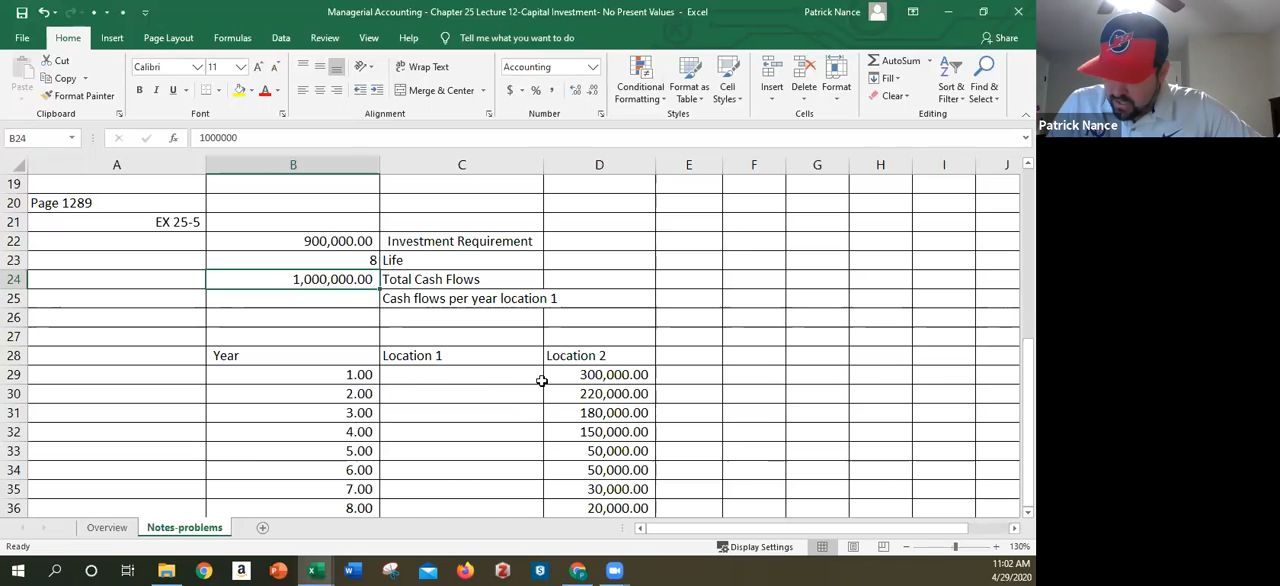 Managerial Accounting - Chapter 25 Lecture 12-Capital Investment- No Present Values - Excel
Patrick Nance
File Home Insert Page Layout Formulas Data Review View Help Tell me what you want to do Share
Cut
Copy
Format Painter
Paste
Clipboard
Calibri 11
B I U
Font
Wrap Text
Merge & Center
Alignment
Accounting
$ % ,
Number
Conditional Formatting
Format as Table
Cell Styles
Styles
Insert Delete Format
Cells
AutoSum
Fill
Clear
Sort & Filter
Find & Select
Editing
Patrick Nance
B24 fx 1000000
A B C D E F G H I J
19
20 Page 1289
21 EX 25-5
22 900,000.00 Investment Requirement
23 8 Life
24 1,000,000.00 Total Cash Flows
25 Cash flows per year location 1
26
27
28 Year Location 1 Location 2
29 1.00 300,000.00
30 2.00 220,000.00
31 3.00 180,000.00
32 4.00 150,000.00
33 5.00 50,000.00
34 6.00 50,000.00
35 7.00 30,000.00
36 8.00 20,000.00
Overview Notes-problems
Ready Display Settings 130%
11:02 AM
4/29/2020